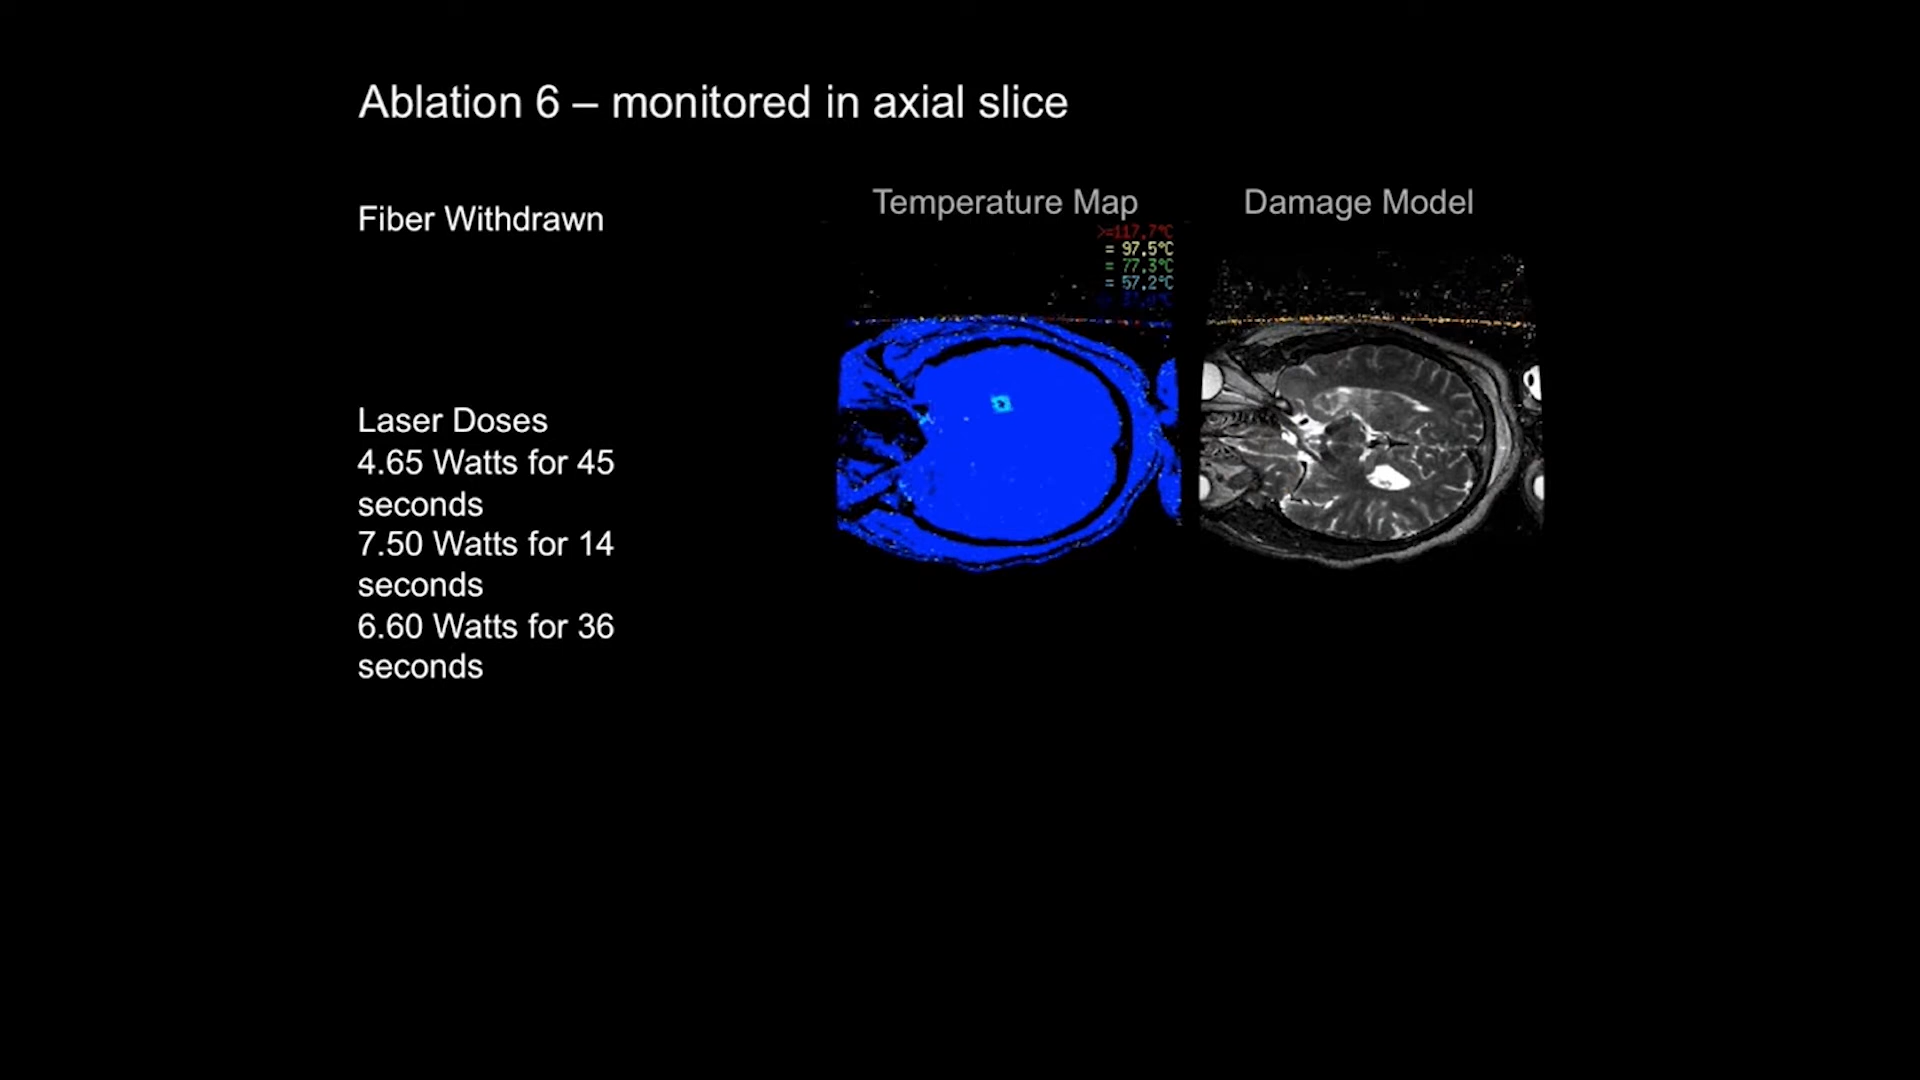 Ablation 6 – monitored in axial slice
Fiber Withdrawn
Temperature Map
Damage Model
>=117.7°C
= 97.5°C
= 77.3°C
= 57.2°C
Laser Doses
4.65 Watts for 45
seconds
7.50 Watts for 14
seconds
6.60 Watts for 36
seconds